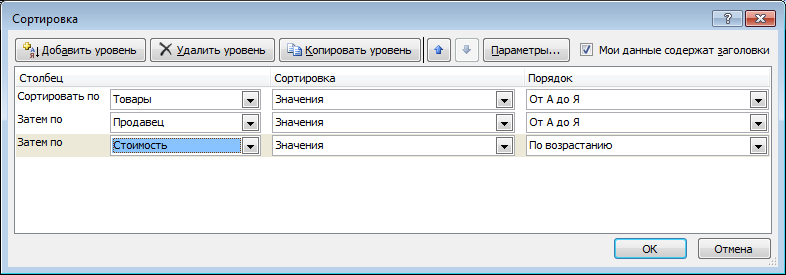 Сортировка
Добавить уровень Удалить уровень Копировать уровень Параметры... Мои данные содержат заголовки
Столбец Сортировка Порядок
Сортировать по Товары Значения От А до Я
Затем по Продавец Значения От А до Я
Затем по Стоимость Значения По возрастанию
ОК Отмена